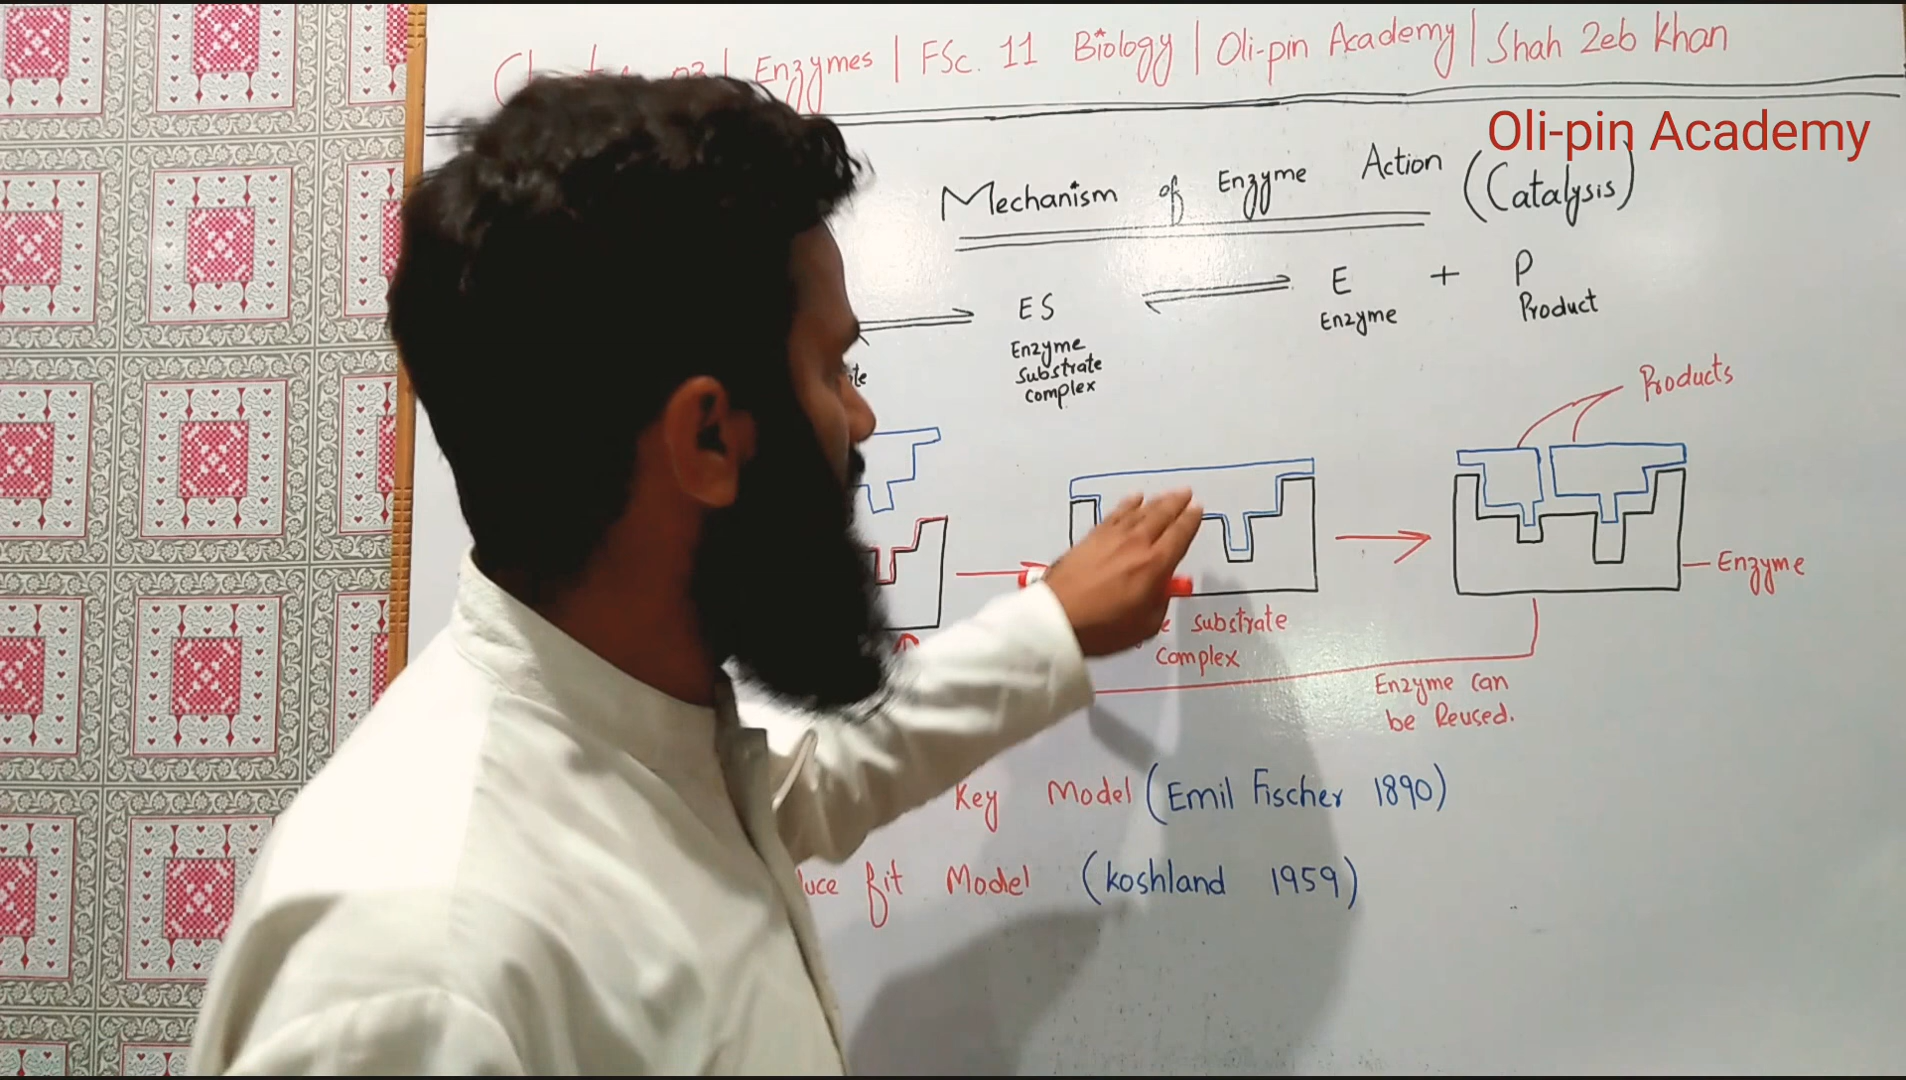 Enzymes | FSc. 11 Biology | Oli-pin Academy | Shah Zeb Khan
Oli-pin Academy
Mechanism of Enzyme Action (Catalysis)
ES ⇌ E + P
Enzyme
Substrate
Complex
Enzyme
Product
Products
Enzyme
Substrate
Complex
Enzyme Can
be Reused.
Key Model (Emil Fischer 1890)
fit Model (Koshland 1959)